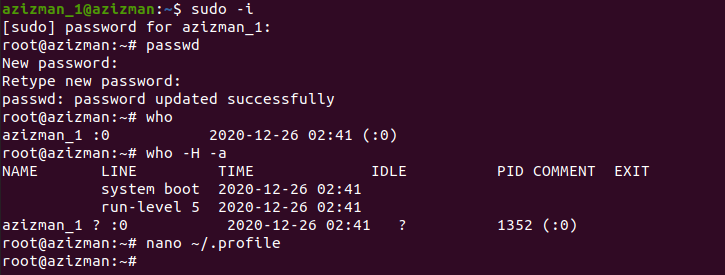 azizman_1@azizman:~$ sudo -i
[sudo] password for azizman_1:
root@azizman:~# passwd
New password:
Retype new password:
passwd: password updated successfully
root@azizman:~# who
azizman_1 :0           2020-12-26 02:41 (:0)
root@azizman:~# who -H -a
NAME       LINE         TIME             IDLE          PID COMMENT  EXIT
           system boot  2020-12-26 02:41
           run-level 5  2020-12-26 02:41
azizman_1 ? :0           2020-12-26 02:41   ?          1352 (:0)
root@azizman:~# nano ~/.profile
root@azizman:~#